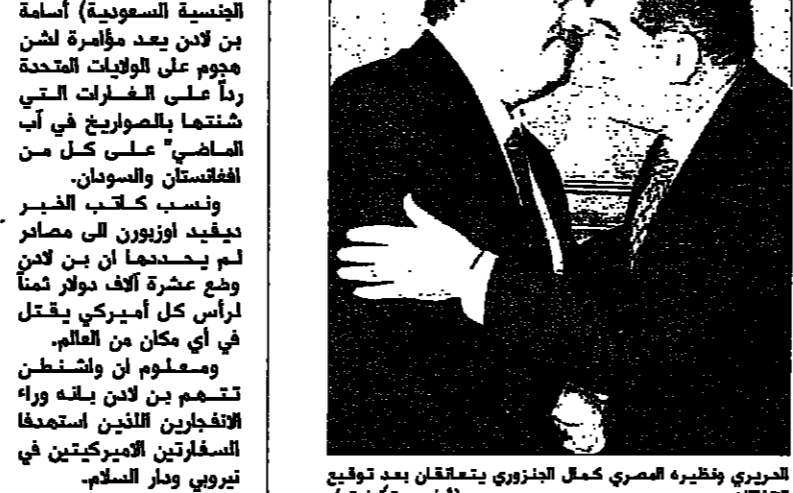 الجنسية السعودية) أسامة
بن لادن يعد مؤامرة لشن
هجوم على الولايات المتحدة
رداً على الغارات التي
شنتها بالصواريخ في آب
الماضي" على كل من
افغانستان والسودان.
ونسب كاتب الخبر
ديفيد اوزبورن الى مصادر
لم يحددها ان بن لادن
وضع عشرة آلاف دولار ثمناً
لرأس كل أميركي يقتل
في أي مكان من العالم.
ومعلوم ان واشنطن
تتهم بن لادن بانه وراء
الانفجارين اللذين استهدفا
السفارتين الاميركيتين في
نيروبي ودار السلام.
الحريري ونظيره المصري كمال الجنزوري يتعانقان بعد توقيع